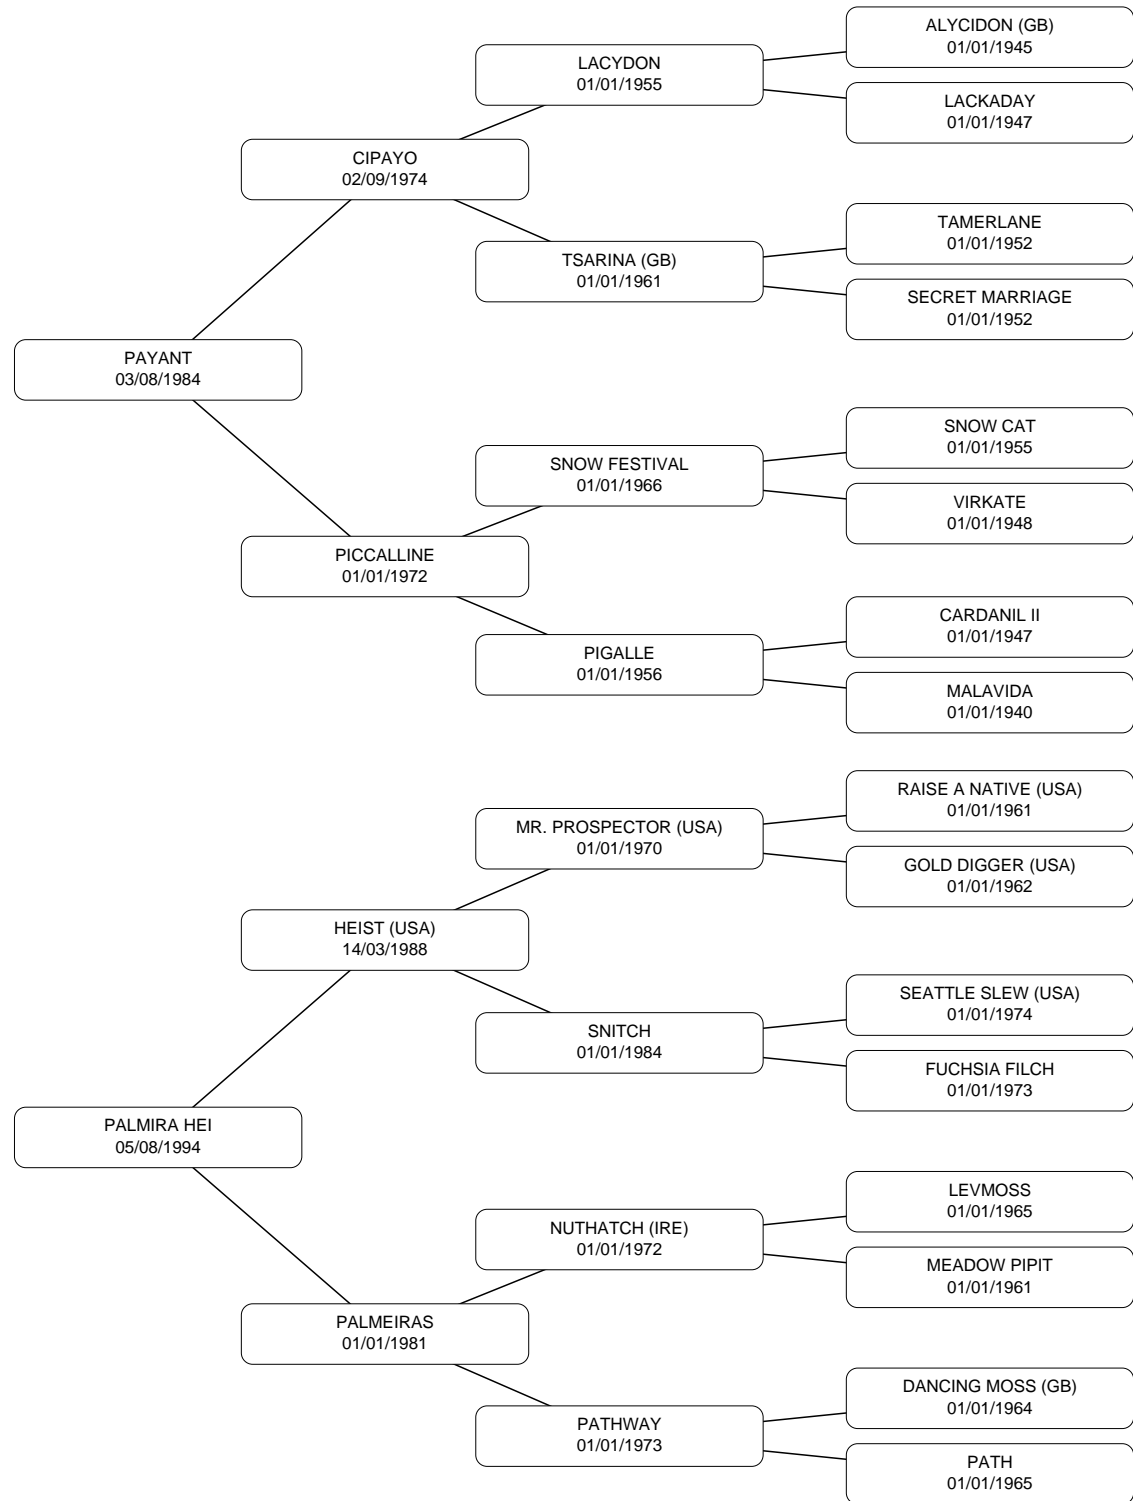 ALYCIDON (GB)
01/01/1945
LACYDON
01/01/1955
LACKADAY
01/01/1947
CIPAYO
02/09/1974
TAMERLANE
01/01/1952
TSARINA (GB)
01/01/1961
SECRET MARRIAGE
01/01/1952
PAYANT
03/08/1984
SNOW CAT
01/01/1955
SNOW FESTIVAL
01/01/1966
VIRKATE
01/01/1948
PICCALLINE
01/01/1972
CARDANIL II
01/01/1947
PIGALLE
01/01/1956
MALAVIDA
01/01/1940
RAISE A NATIVE (USA)
01/01/1961
MR. PROSPECTOR (USA)
01/01/1970
GOLD DIGGER (USA)
01/01/1962
HEIST (USA)
14/03/1988
SEATTLE SLEW (USA)
01/01/1974
SNITCH
01/01/1984
FUCHSIA FILCH
01/01/1973
PALMIRA HEI
05/08/1994
LEVMOSS
01/01/1965
NUTHATCH (IRE)
01/01/1972
MEADOW PIPIT
01/01/1961
PALMEIRAS
01/01/1981
DANCING MOSS (GB)
01/01/1964
PATHWAY
01/01/1973
PATH
01/01/1965